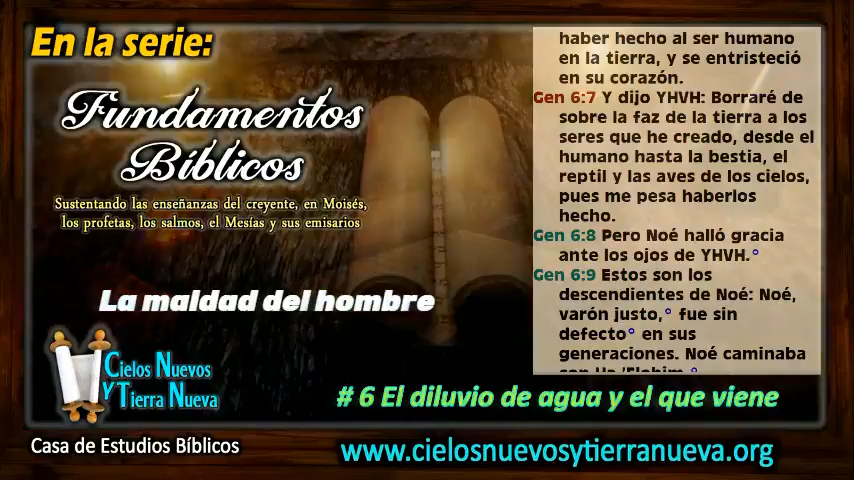 En la serie:
Fundamentos
Bíblicos
Sustentando las enseñanzas del creyente, en Moisés,
los profetas, los salmos, el Mesías y sus emisarios
La maldad del hombre
Cielos Nuevos
Y Tierra Nueva
Casa de Estudios Bíblicos
haber hecho al ser humano
en la tierra, y se entristeció
en su corazón.
Gen 6:7 Y dijo YHVH: Borraré de
sobre la faz de la tierra a los
seres que he creado, desde el
humano hasta la bestia, el
reptil y las aves de los cielos,
pues me pesa haberlos
hecho.
Gen 6:8 Pero Noé halló gracia
ante los ojos de YHVH.°
Gen 6:9 Estos son los
descendientes de Noé: Noé,
varón justo,° fue sin
defecto° en sus
generaciones. Noé caminaba
con Ha 'Elohim.°
# 6 El diluvio de agua y el que viene
www.cielosnuevosytierranueva.org